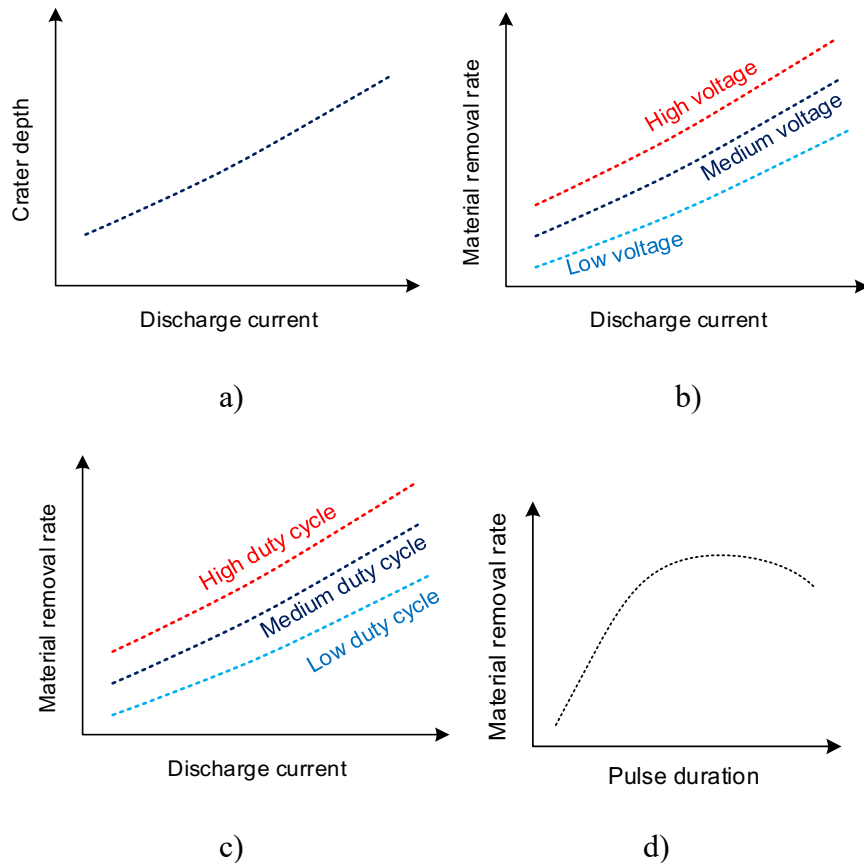 Crater depth
Discharge current
a)
Material removal rate
High voltage
Medium voltage
Low voltage
Discharge current
b)
Material removal rate
High duty cycle
Medium duty cycle
Low duty cycle
Discharge current
c)
Material removal rate
Pulse duration
d)